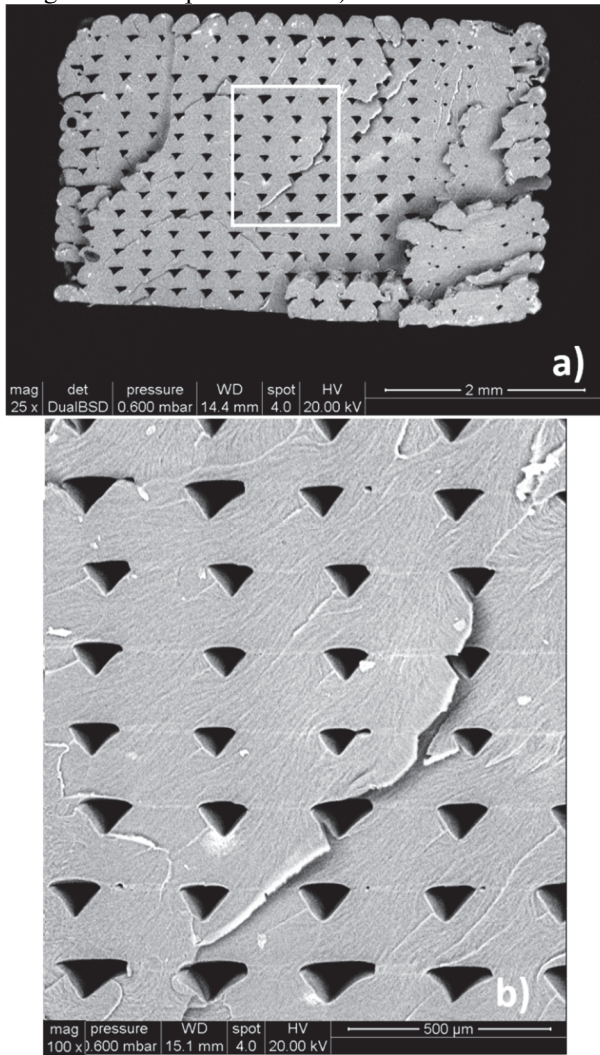 a)
mag det pressure WD spot HV
25 x DualBSD 0.600 mbar 14.4 mm 4.0 20.00 kV 2 mm
b)
mag pressure WD spot HV
100 x 0.600 mbar 15.1 mm 4.0 20.00 kV 500 µm